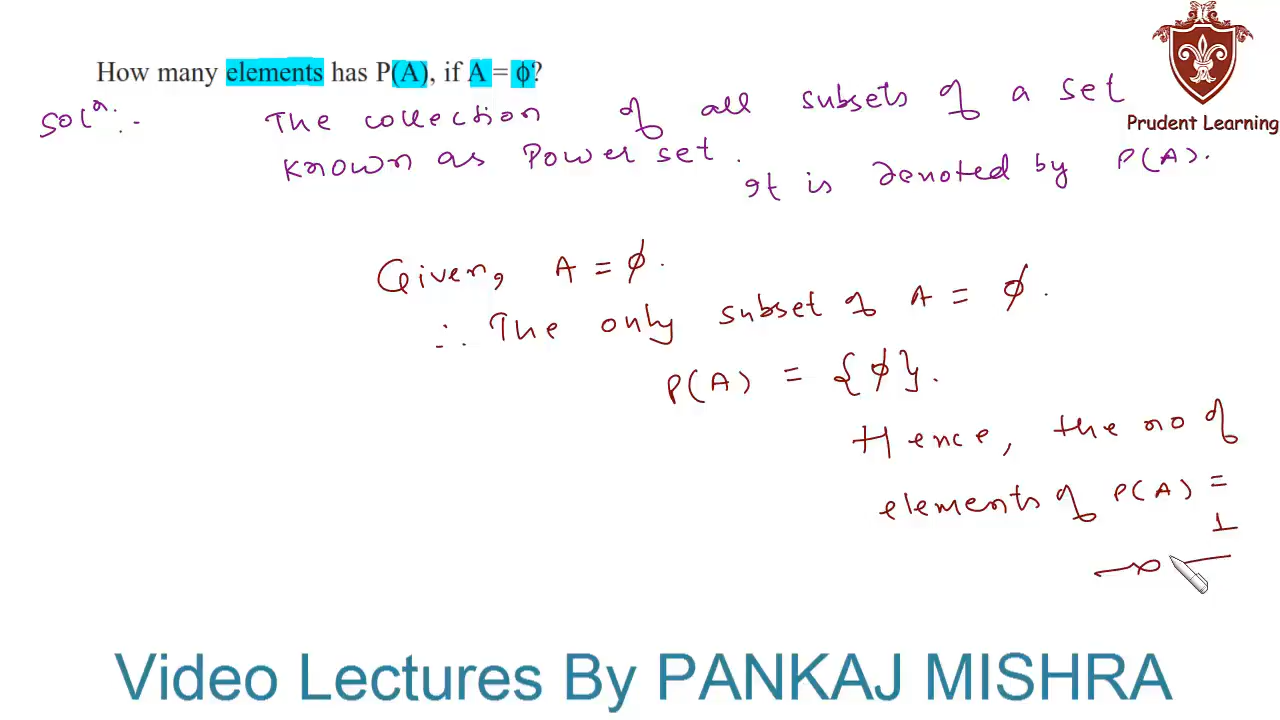 How many elements has P(A), if A = ϕ?
Prudent Learning
Solⁿ:-
The collection of all subsets of a set
known as Power set.
It is denoted by P(A).
Given, A = ϕ.
∴ The only subset of A = ϕ.
P(A) = {ϕ}.
Hence, the no of
elements of P(A) =
1
Video Lectures By PANKAJ MISHRA